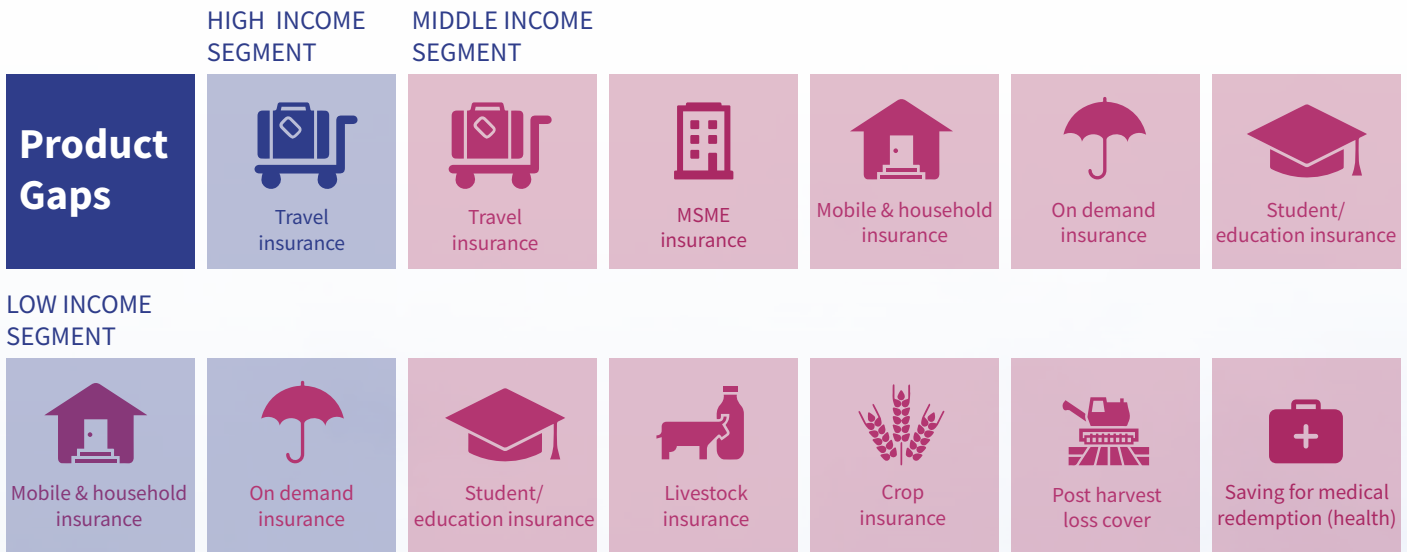 HIGH INCOME
SEGMENT
MIDDLE INCOME
SEGMENT
Product
Gaps
Travel
insurance
Travel
insurance
MSME
insurance
Mobile & household
insurance
On demand
insurance
Student/
education insurance
LOW INCOME
SEGMENT
Mobile & household
insurance
On demand
insurance
Student/
education insurance
Livestock
insurance
Crop
insurance
Post harvest
loss cover
Saving for medical
redemption (health)